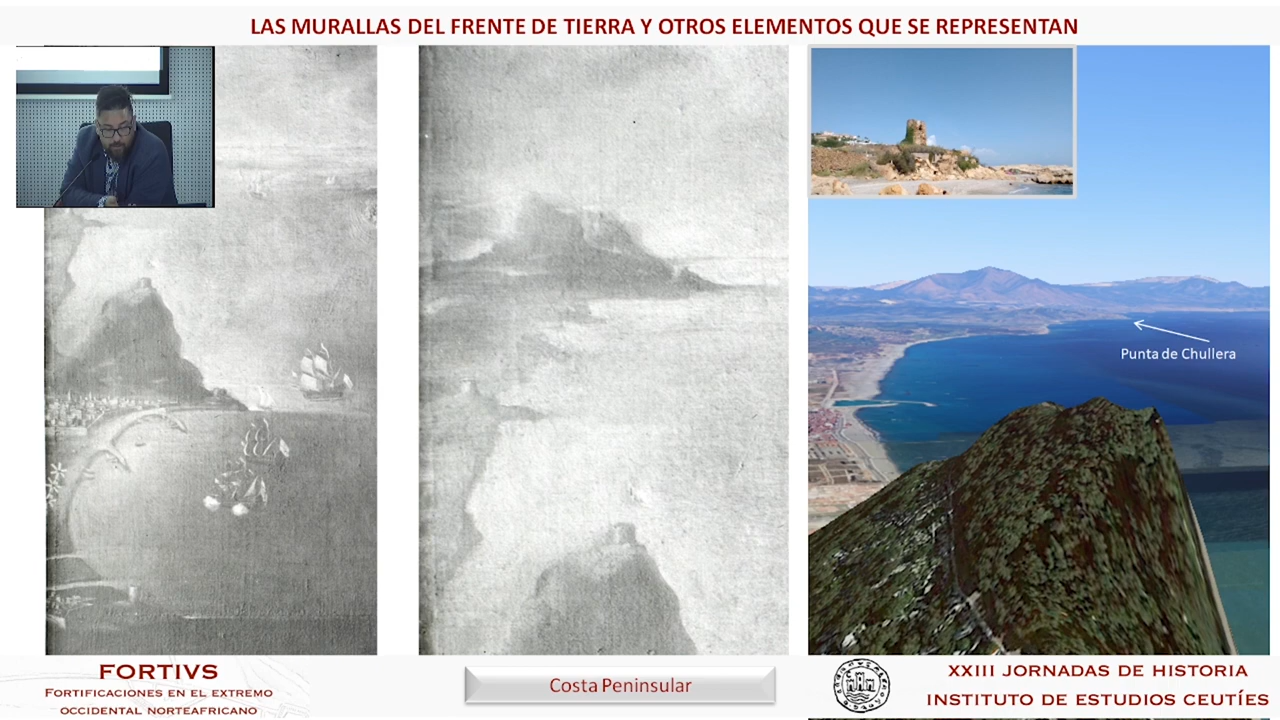 LAS MURALLAS DEL FRENTE DE TIERRA Y OTROS ELEMENTOS QUE SE REPRESENTAN
Punta de Chullera
FORTIVS
Fortificaciones en el extremo
occidental norteafricano
Costa Peninsular
XXIII JORNADAS DE HISTORIA
INSTITUTO DE ESTUDIOS CEUTÍES